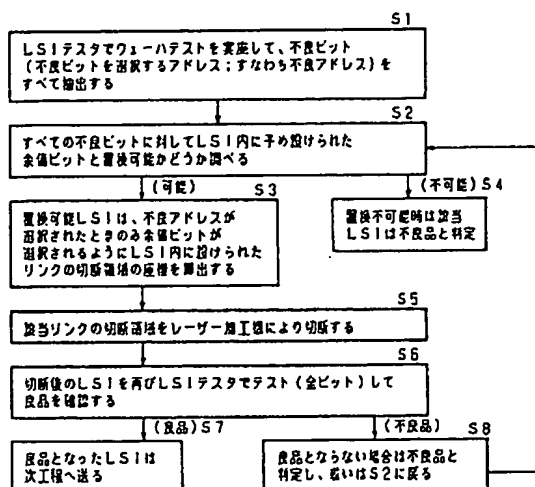 S1
LSIテスタでウェーハテストを実施して、不良ビット
(不良ビットを選択するアドレス;すなわち不良アドレス)を
すべて抽出する
S2
すべての不良ビットに対してLSI内に予め設けられた
余備ビットと置換可能かどうか調べる
(可能)
S3
(不可能)S4
置換可能LSIは、不良アドレスが
選択されたときのみ余備ビットが
選択されるようにLSI内に設けられた
リンクの切断箇所の座標を算出する
置換不可能時は該当
LSIは不良品と判定
S5
該当リンクの切断箇所をレーザー加工機により切断する
S6
切断後のLSIを再びLSIテスタでテスト(全ビット)して
良品を確認する
(良品)S7
(不良品)
S8
良品となったLSIは
次工程へ送る
良品とならない場合は不良品と
判定し、或いはS2に戻る